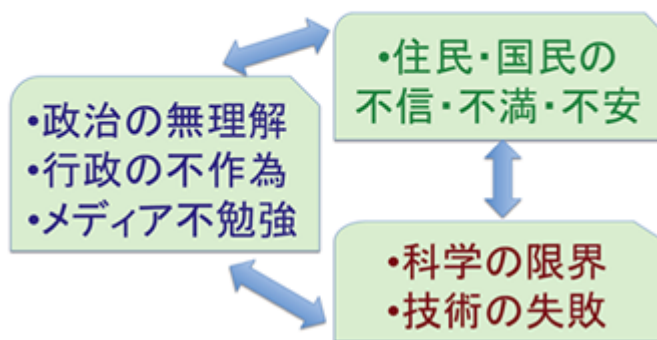 •住民・国民の
不信・不満・不安
•政治の無理解
•行政の不作為
•メディア不勉強
•科学の限界
•技術の失敗